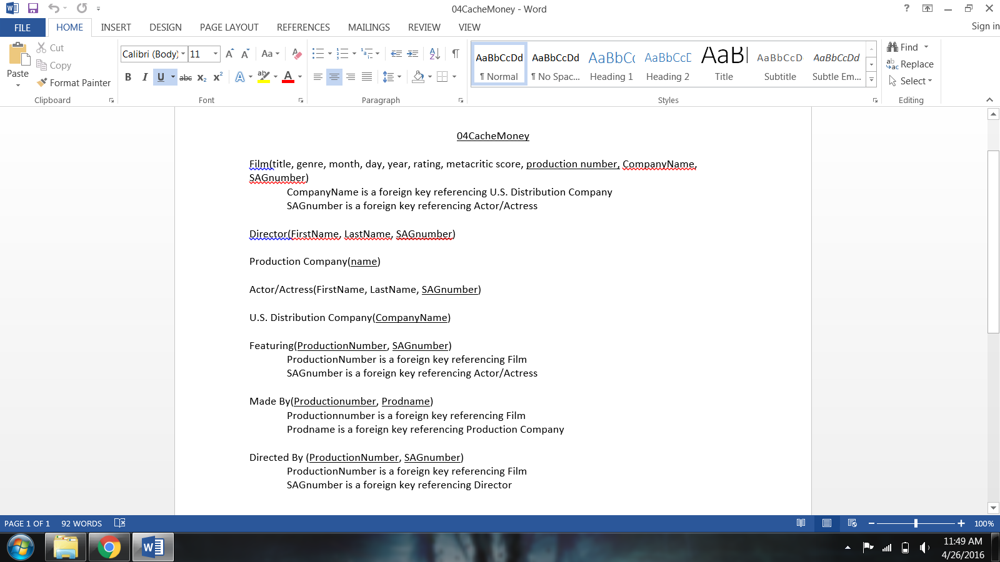 04CacheMoney - Word
?
FILE HOME INSERT DESIGN PAGE LAYOUT REFERENCES MAILINGS REVIEW VIEW Sign in
Paste
Cut
Copy
Format Painter
Clipboard
Calibri (Body) 11
B I U abc X₂ X²
Aa
A
ab
Font
Paragraph
AaBbCcDd AaBbCcDd AaBbCc AaBbCcD AaBl AaBbCcD AaBbCcDd
¶ Normal ¶ No Spac... Heading 1 Heading 2 Title Subtitle Subtle Em...
Styles
Find
Replace
Select
Editing
04CacheMoney
Film(title, genre, month, day, year, rating, metacritic score, production number, CompanyName,
SAGnumber)
CompanyName is a foreign key referencing U.S. Distribution Company
SAGnumber is a foreign key referencing Actor/Actress
Director(FirstName, LastName, SAGnumber)
Production Company(name)
Actor/Actress(FirstName, LastName, SAGnumber)
U.S. Distribution Company(CompanyName)
Featuring(ProductionNumber, SAGnumber)
ProductionNumber is a foreign key referencing Film
SAGnumber is a foreign key referencing Actor/Actress
Made By(Productionumber, Prodname)
Productionnumber is a foreign key referencing Film
Prodname is a foreign key referencing Production Company
Directed By (ProductionNumber, SAGnumber)
ProductionNumber is a foreign key referencing Film
SAGnumber is a foreign key referencing Director
PAGE 1 OF 1 92 WORDS 100%
11:49 AM
4/26/2016